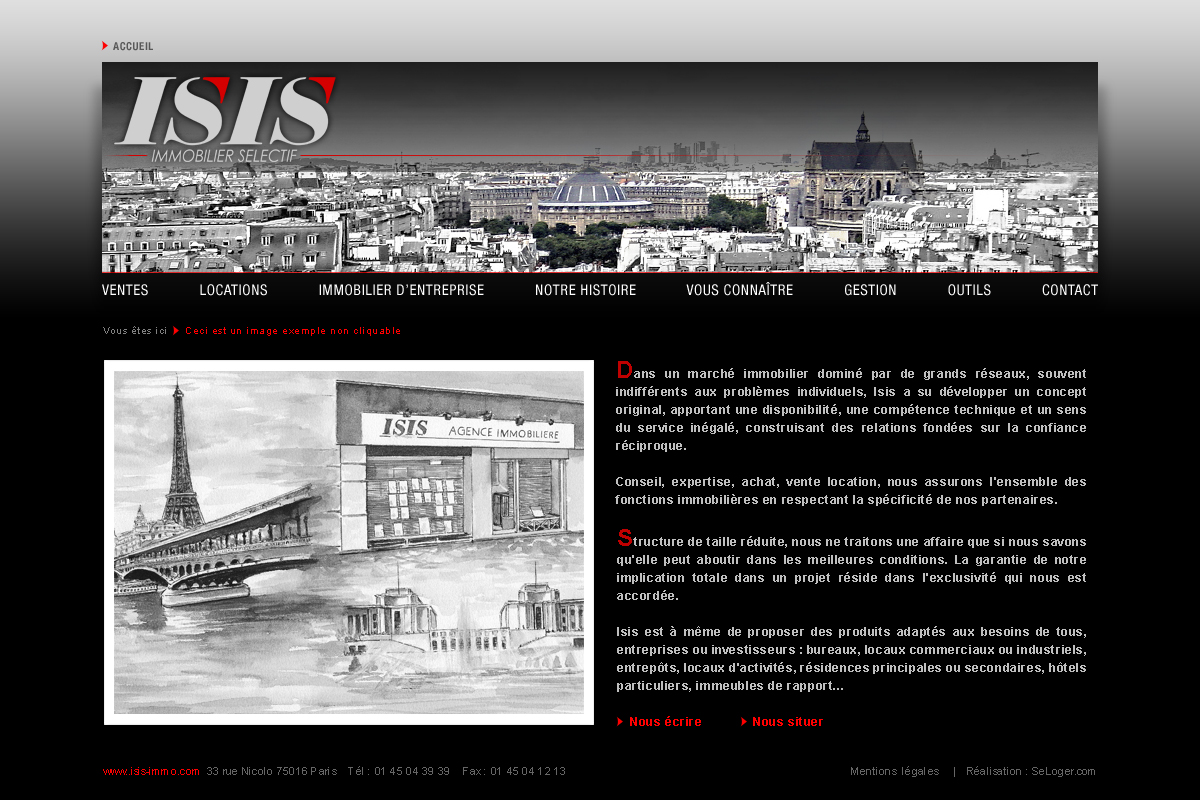 ACCUEIL
ISIS
IMMOBILIER SELECTIF
VENTES LOCATIONS IMMOBILIER D'ENTREPRISE NOTRE HISTOIRE VOUS CONNAÎTRE GESTION OUTILS CONTACT
Vous êtes ici Ceci est un image exemple non cliquable
ISIS AGENCE IMMOBILIERE
Dans un marché immobilier dominé par de grands réseaux, souvent
indifférents aux problèmes individuels, Isis a su développer un concept
original, apportant une disponibilité, une compétence technique et un sens
du service inégalé, construisant des relations fondées sur la confiance
réciproque.
Conseil, expertise, achat, vente location, nous assurons l'ensemble des
fonctions immobilières en respectant la spécificité de nos partenaires.
Structure de taille réduite, nous ne traitons une affaire que si nous savons
qu'elle peut aboutir dans les meilleures conditions. La garantie de notre
implication totale dans un projet réside dans l'exclusivité qui nous est
accordée.
Isis est à même de proposer des produits adaptés aux besoins de tous,
entreprises ou investisseurs : bureaux, locaux commerciaux ou industriels,
entrepôts, locaux d'activités, résidences principales ou secondaires, hôtels
particuliers, immeubles de rapport...
Nous écrire Nous situer
www.isis-immo.com 33 rue Nicolo 75016 Paris Tél : 01 45 04 39 39 Fax : 01 45 04 12 13
Mentions légales | Réalisation : SeLoger.com